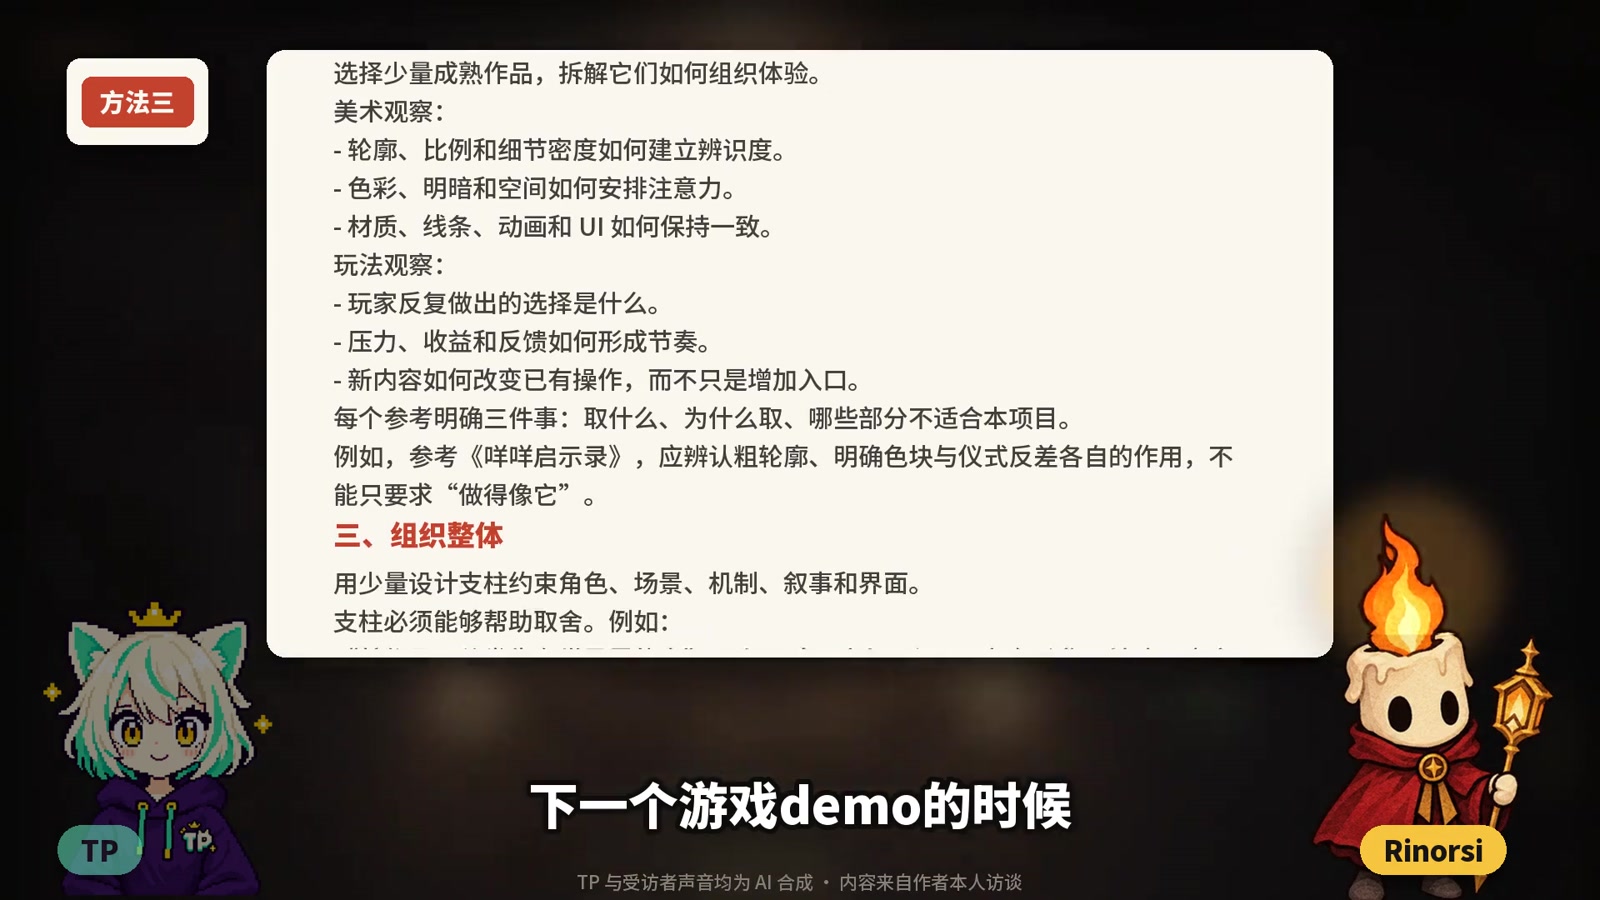 方法三
选择少量成熟作品，拆解它们如何组织体验。
美术观察：
- 轮廓、比例和细节密度如何建立辨识度。
- 色彩、明暗和空间如何安排注意力。
- 材质、线条、动画和 UI 如何保持一致。
玩法观察：
- 玩家反复做出的选择是什么。
- 压力、收益和反馈如何形成节奏。
- 新内容如何改变已有操作，而不只是增加入口。
每个参考明确三件事：取什么、为什么取、哪些部分不适合本项目。
例如，参考《咩咩启示录》，应辨认粗轮廓、明确色块与仪式反差各自的作用，不
能只要求“做得像它”。
三、组织整体
用少量设计支柱约束角色、场景、机制、叙事和界面。
支柱必须能够帮助取舍。例如：
下一个游戏demo的时候
TP
TP
Rinorsi
TP 与受访者声音均为 AI 合成 · 内容来自作者本人访谈